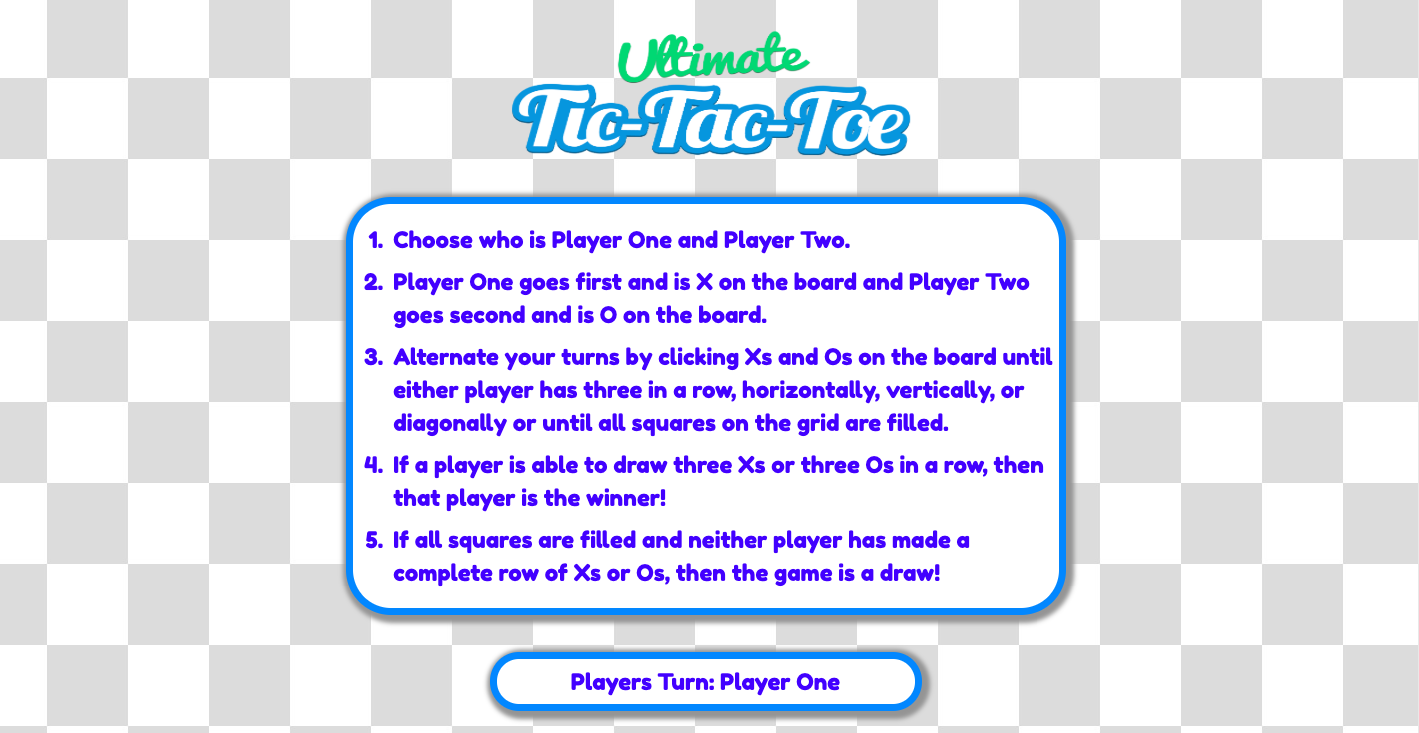 Ultimate
Tic-Tac-Toe
1. Choose who is Player One and Player Two.
2. Player One goes first and is X on the board and Player Two
goes second and is O on the board.
3. Alternate your turns by clicking Xs and Os on the board until
either player has three in a row, horizontally, vertically, or
diagonally or until all squares on the grid are filled.
4. If a player is able to draw three Xs or three Os in a row, then
that player is the winner!
5. If all squares are filled and neither player has made a
complete row of Xs or Os, then the game is a draw!
Players Turn: Player One